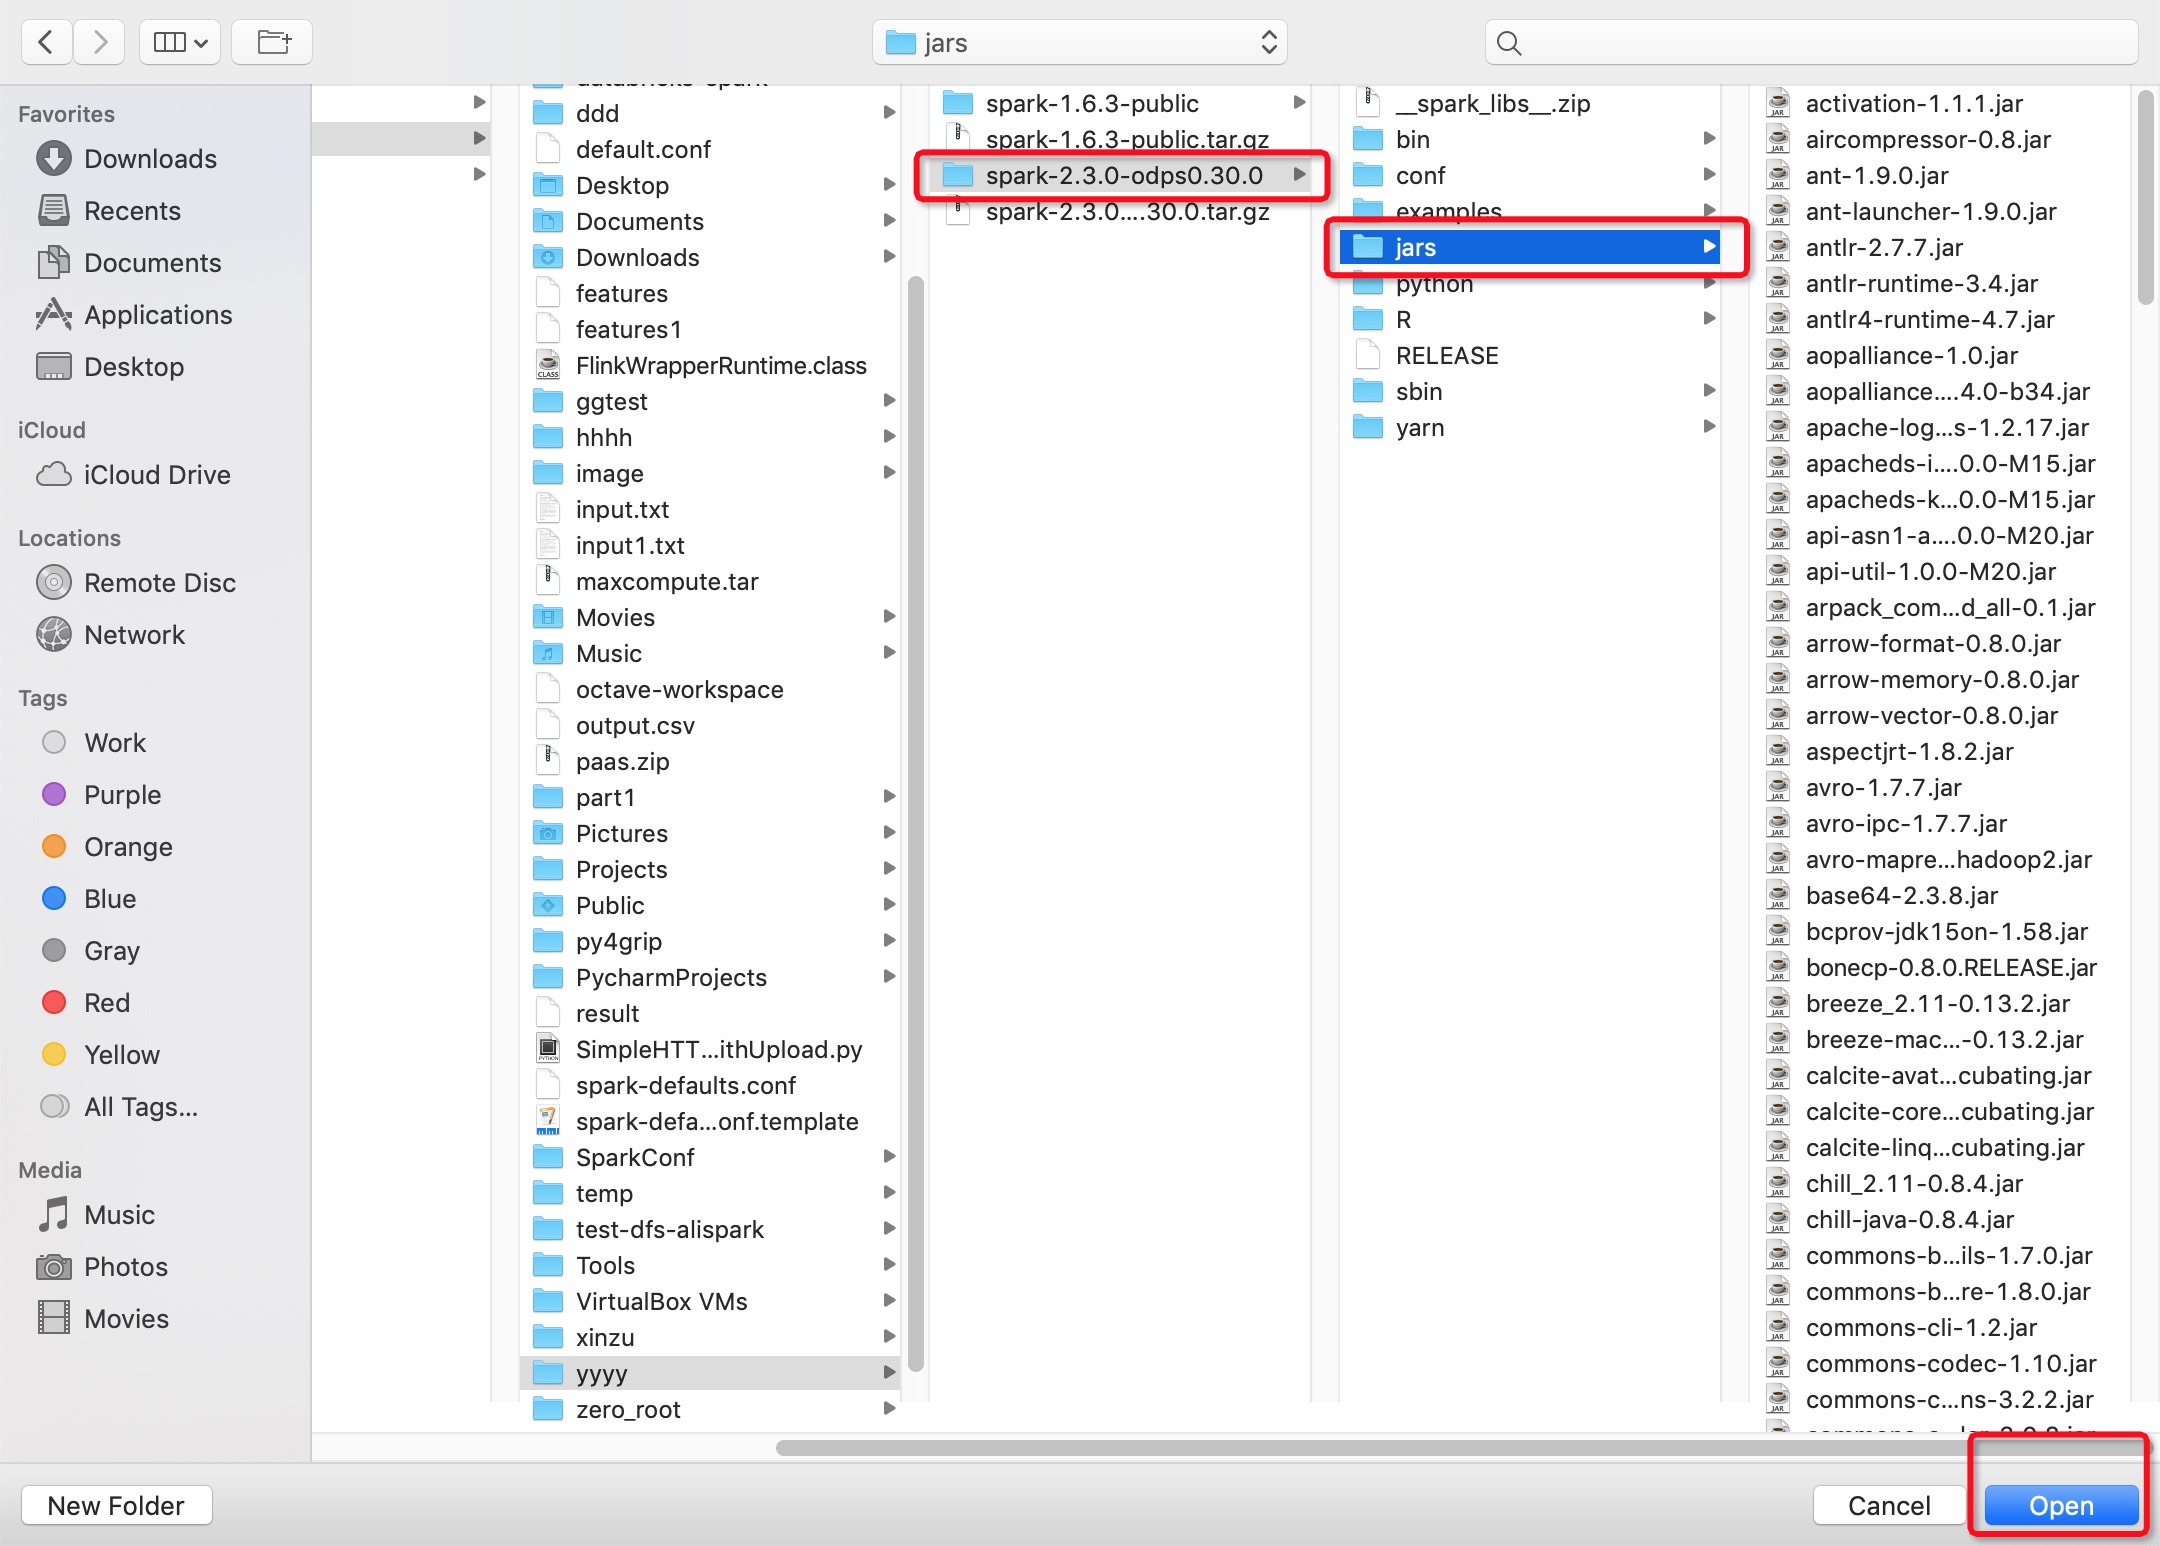 jars
Favorites
Downloads
Recents
Documents
Applications
Desktop
iCloud
iCloud Drive
Locations
Remote Disc
Network
Tags
Work
Purple
Orange
Blue
Gray
Red
Yellow
All Tags...
Media
Music
Photos
Movies
databricks-spark
ddd
default.conf
Desktop
Documents
Downloads
features
features1
FlinkWrapperRuntime.class
ggtest
hhhh
image
input.txt
input1.txt
maxcompute.tar
Movies
Music
octave-workspace
output.csv
paas.zip
part1
Pictures
Projects
Public
py4grip
PycharmProjects
result
SimpleHTT...ithUpload.py
spark-defaults.conf
spark-defa...onf.template
SparkConf
temp
test-dfs-alispark
Tools
VirtualBox VMs
xinzu
yyyy
zero_root
spark-1.6.3-public
spark-1.6.3-public.tar.gz
spark-2.3.0-odps0.30.0
spark-2.3.0....30.0.tar.gz
__spark_libs__.zip
bin
conf
examples
jars
python
R
RELEASE
sbin
yarn
activation-1.1.1.jar
aircompressor-0.8.jar
ant-1.9.0.jar
ant-launcher-1.9.0.jar
antlr-2.7.7.jar
antlr-runtime-3.4.jar
antlr4-runtime-4.7.jar
aopalliance-1.0.jar
aopalliance....4.0-b34.jar
apache-log...s-1.2.17.jar
apacheds-i....0.0-M15.jar
apacheds-k...0.0-M15.jar
api-asn1-a....0.0-M20.jar
api-util-1.0.0-M20.jar
arpack_com...d_all-0.1.jar
arrow-format-0.8.0.jar
arrow-memory-0.8.0.jar
arrow-vector-0.8.0.jar
aspectjrt-1.8.2.jar
avro-1.7.7.jar
avro-ipc-1.7.7.jar
avro-mapre...hadoop2.jar
base64-2.3.8.jar
bcprov-jdk15on-1.58.jar
bonecp-0.8.0.RELEASE.jar
breeze_2.11-0.13.2.jar
breeze-mac...-0.13.2.jar
calcite-avat...cubating.jar
calcite-core...cubating.jar
calcite-linq...cubating.jar
chill_2.11-0.8.4.jar
chill-java-0.8.4.jar
commons-b...ils-1.7.0.jar
commons-b...re-1.8.0.jar
commons-cli-1.2.jar
commons-codec-1.10.jar
commons-c...ns-3.2.2.jar
New Folder
Cancel
Open